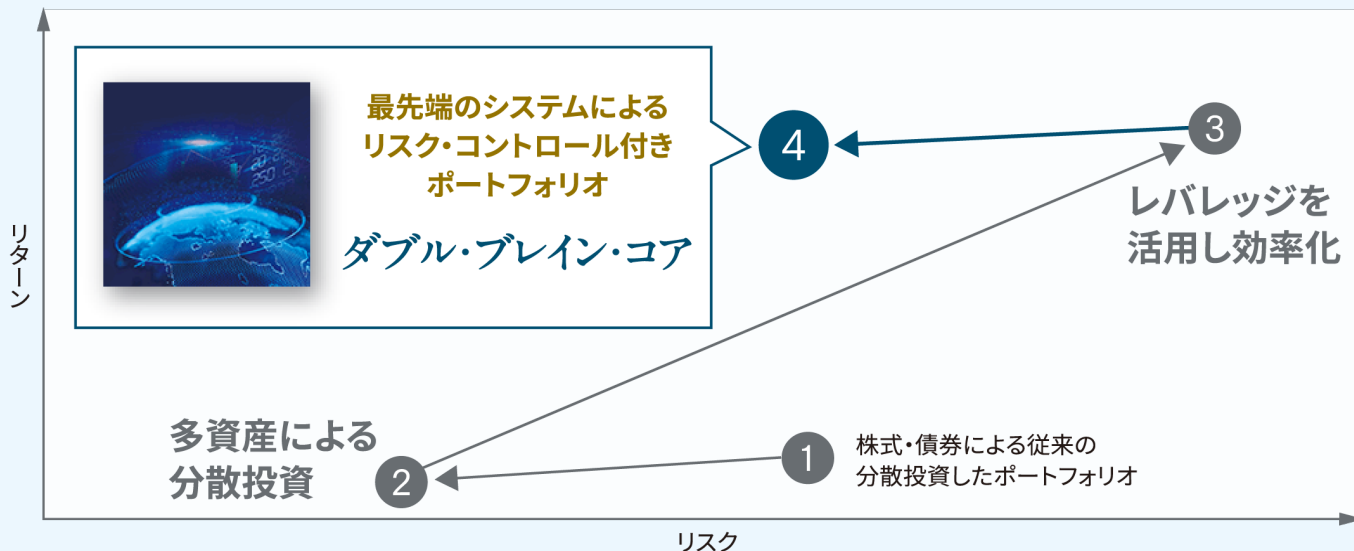 最先端のシステムによる
リスク・コントロール付き
ポートフォリオ
ダブル・ブレイン・コア
4
3
レバレッジを
活用し効率化
リターン
多資産による
分散投資
2
1
株式・債券による従来の
分散投資したポートフォリオ
リスク